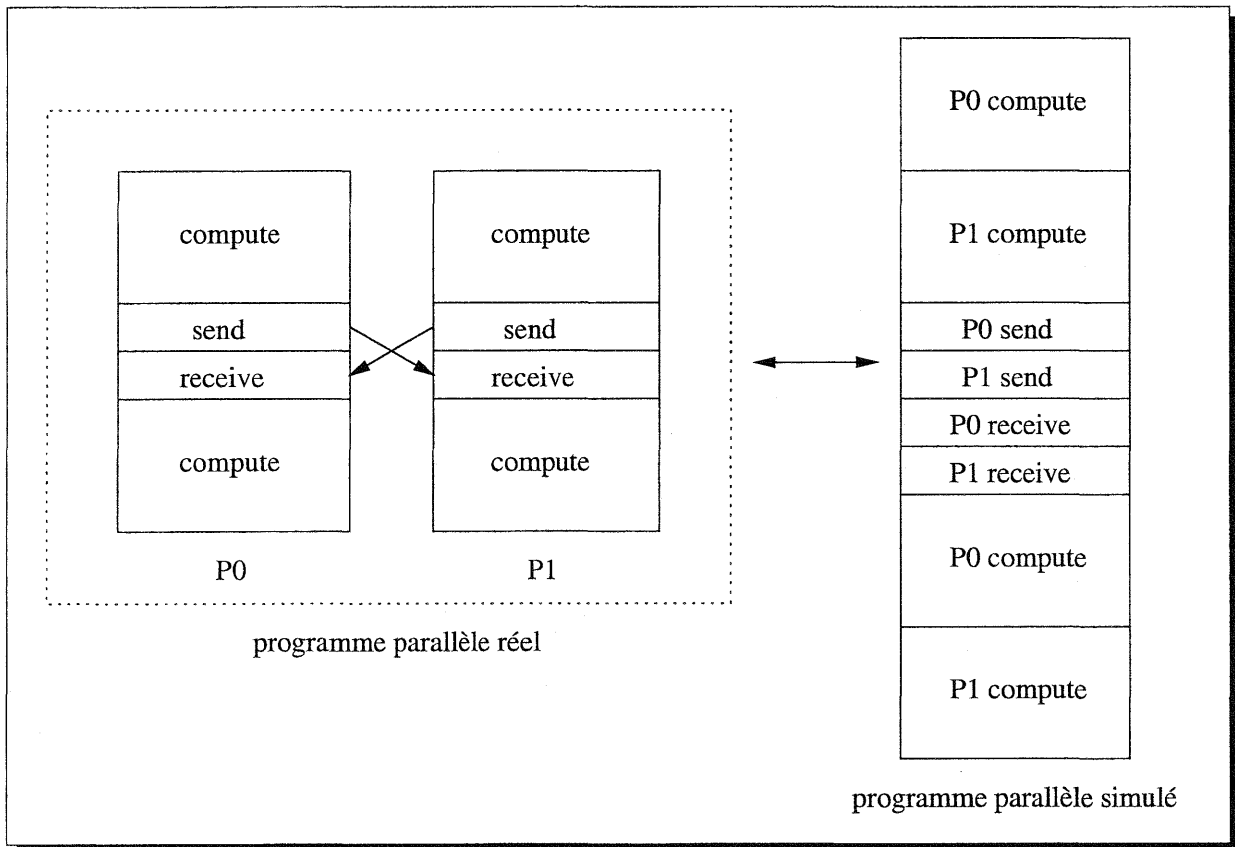 compute
send
receive
compute
P0
compute
send
receive
compute
P1
programme parallèle réel
P0 compute
P1 compute
P0 send
P1 send
P0 receive
P1 receive
P0 compute
P1 compute
programme parallèle simulé